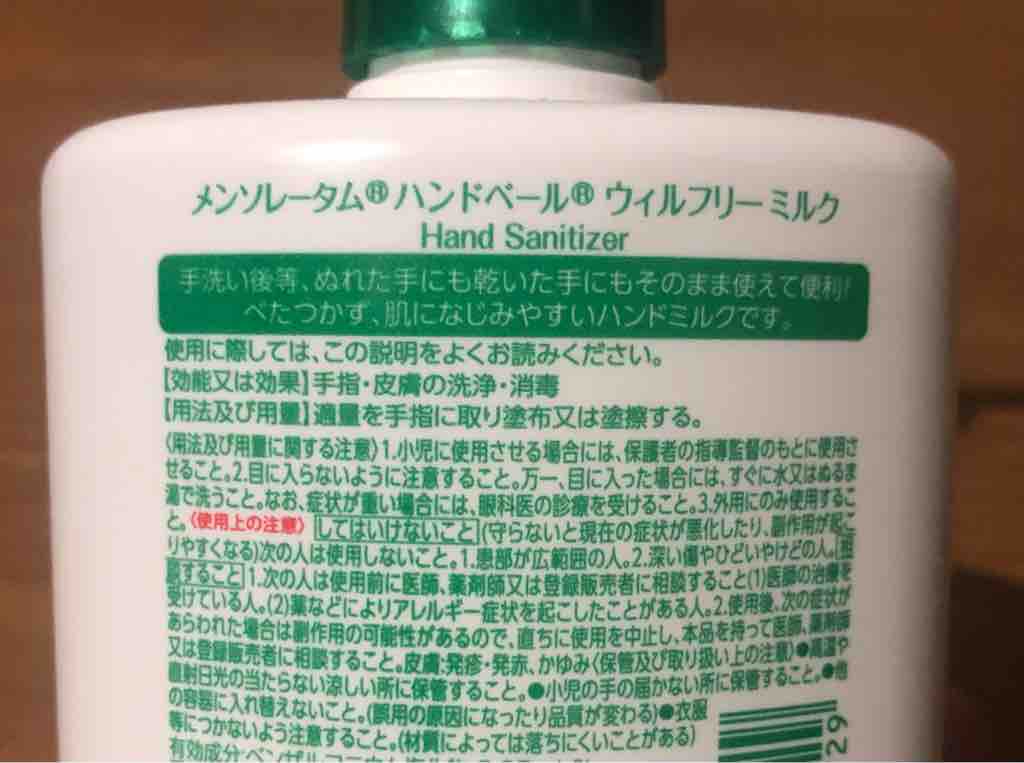 メンソレータム®ハンドベール®ウィルフリーミルク
Hand Sanitizer
手洗い後等、ぬれた手にも乾いた手にもそのまま使えて便利!
べたつかず、肌になじみやすいハンドミルクです。
使用に際しては、この説明をよくお読みください。
【効能又は効果】手指・皮膚の洗浄・消毒
【用法及び用量】適量を手指に取り塗布又は塗擦する。
〈用法及び用量に関する注意〉1.小児に使用させる場合には、保護者の指導監督のもとに使用さ
せること。2.目に入らないように注意すること。万一、目に入った場合には、すぐに水又はぬるま
湯で洗うこと。なお、症状が重い場合には、眼科医の診療を受けること。3.外用にのみ使用するこ
と。〈使用上の注意〉してはいけないこと(守らないと現在の症状が悪化したり、副作用が起こ
りやすくなる)次の人は使用しないこと。1.患部が広範囲の人。2.深い傷やひどいやけどの人。相
談すること1.次の人は使用前に医師、薬剤師又は登録販売者に相談すること(1)医師の治療を
受けている人。(2)薬などによりアレルギー症状を起こしたことがある人。2.使用後、次の症状が
あらわれた場合は副作用の可能性があるので、直ちに使用を中止し、本品を持って医師、薬剤師
又は登録販売者に相談すること。皮膚:発疹・発赤、かゆみ〈保管及び取り扱い上の注意〉●高温や
直射日光の当たらない涼しい所に保管すること。●小児の手の届かない所に保管すること。●他
の容器に入れ替えないこと。(誤用の原因になったり品質が変わる)●衣服
等につかないよう注意すること。(材質によっては落ちにくいことがある)
有効成分:ベンザルコニウム塩化物
29